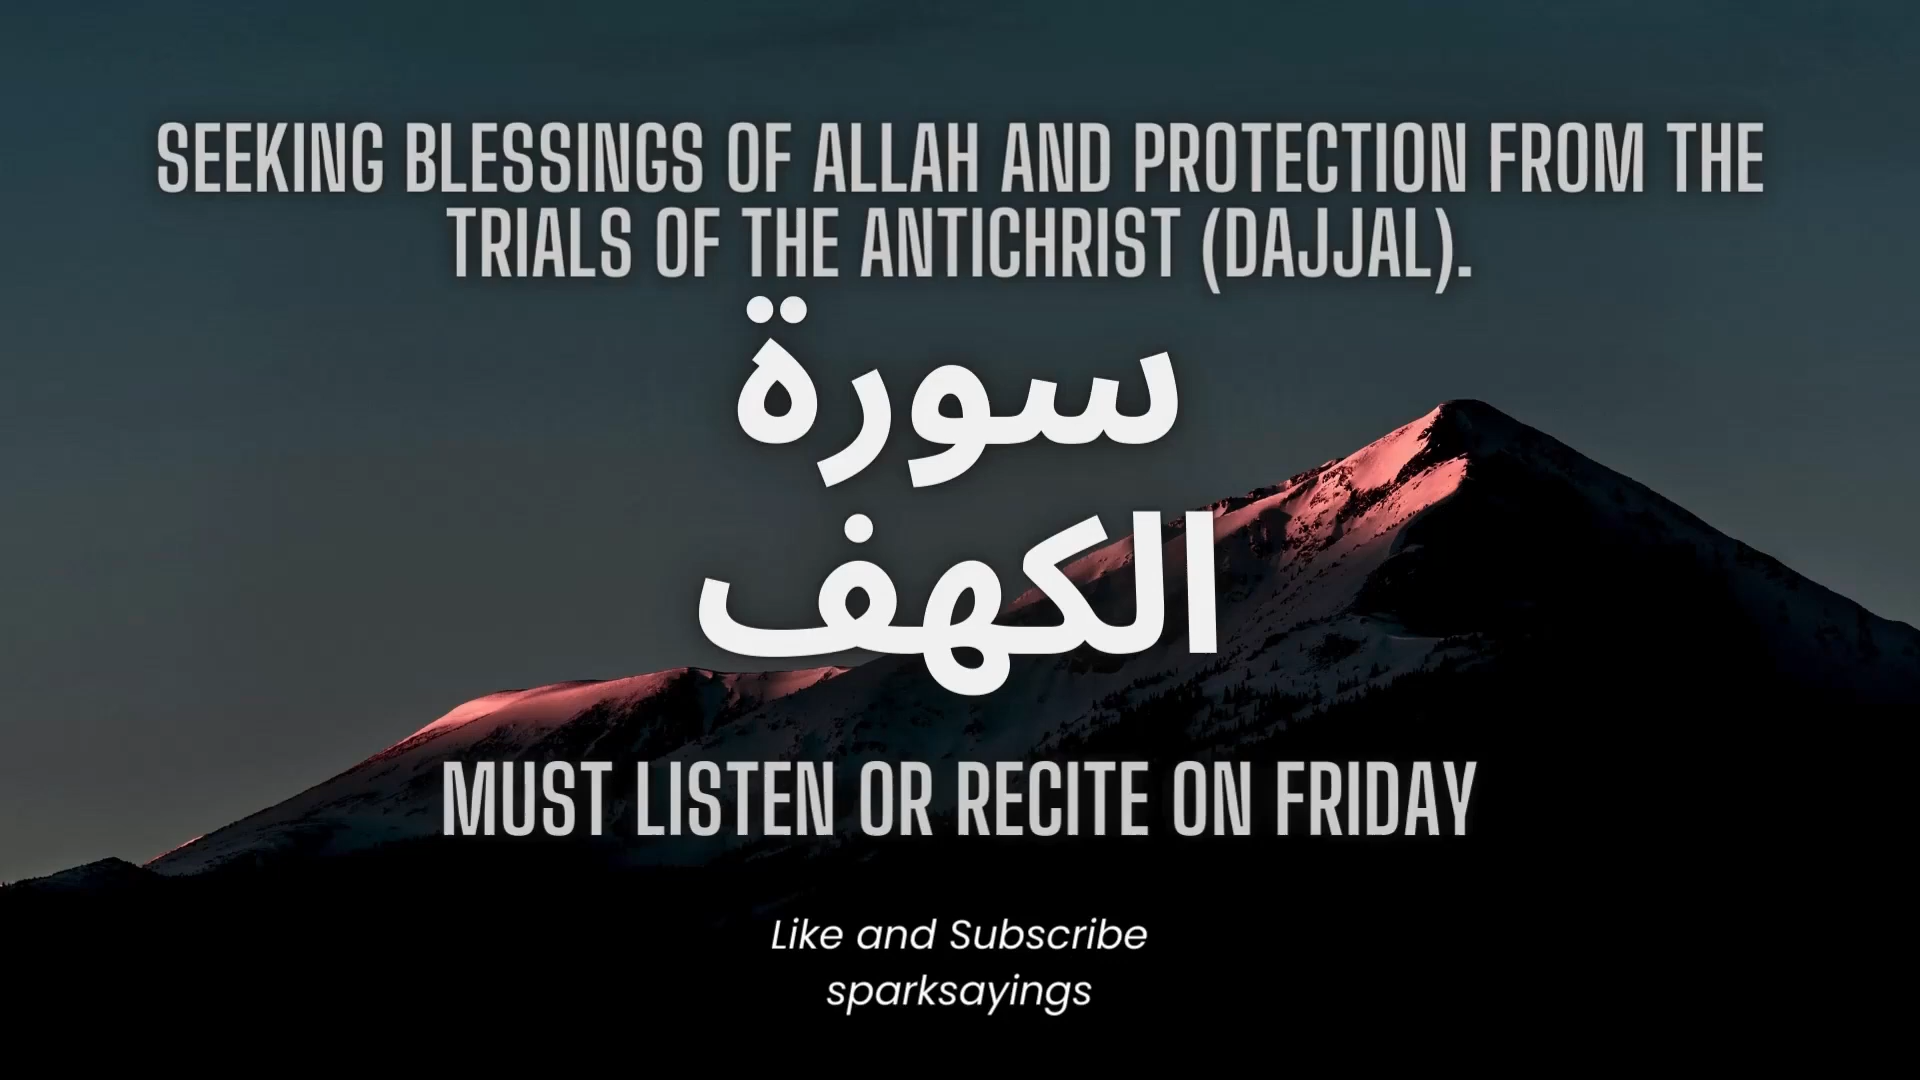 SEEKING BLESSINGS OF ALLAH AND PROTECTION FROM THE
TRIALS OF THE ANTICHRIST (DAJJAL).
سورة
الكهف
MUST LISTEN OR RECITE ON FRIDAY
Like and Subscribe
sparksayings